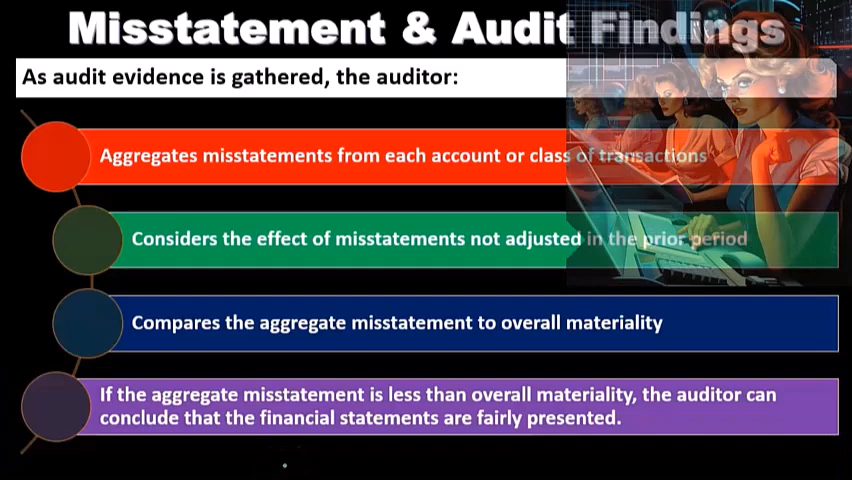 Misstatement & Audit Findings
As audit evidence is gathered, the auditor:
Aggregates misstatements from each account or class of transactions
Considers the effect of misstatements not adjusted in the prior period
Compares the aggregate misstatement to overall materiality
If the aggregate misstatement is less than overall materiality, the auditor can
conclude that the financial statements are fairly presented.